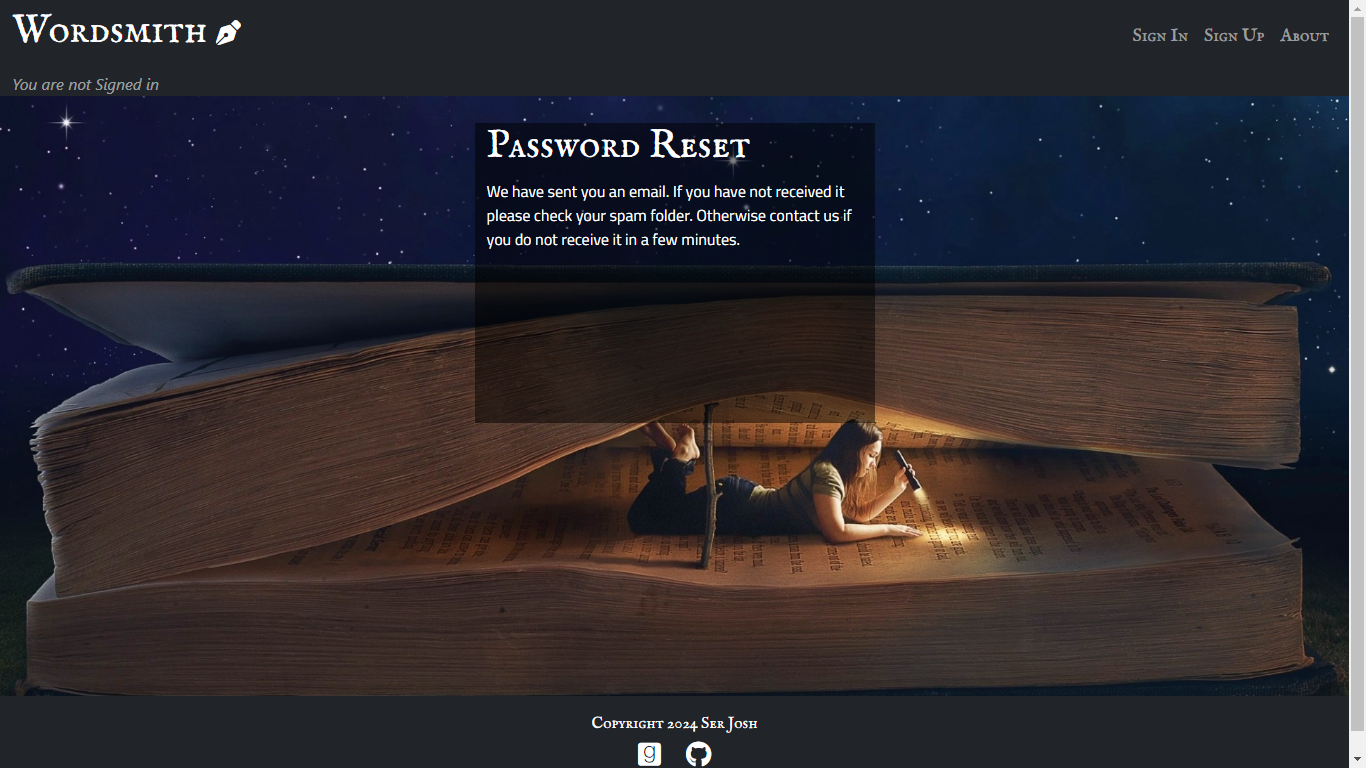 Wordsmith
Sign In Sign Up About
You are not Signed in
Password Reset
We have sent you an email. If you have not received it
please check your spam folder. Otherwise contact us if
you do not receive it in a few minutes.
Copyright 2024 Ser Josh
g